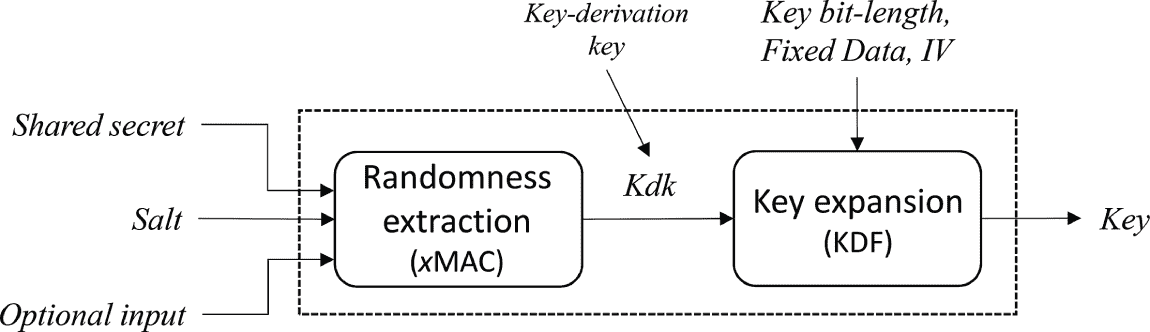 Key-derivation
key
Key bit-length,
Fixed Data, IV
Shared secret
Salt
Optional input
Randomness
extraction
(xMAC)
Kdk
Key expansion
(KDF)
Key